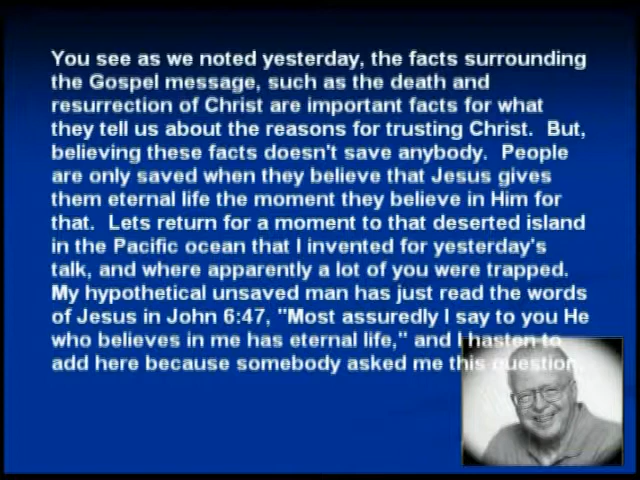 You see as we noted yesterday, the facts surrounding
the Gospel message, such as the death and
resurrection of Christ are important facts for what
they tell us about the reasons for trusting Christ.  But,
believing these facts doesn't save anybody.  People
are only saved when they believe that Jesus gives
them eternal life the moment they believe in Him for
that.  Lets return for a moment to that deserted island
in the Pacific ocean that I invented for yesterday's
talk, and where apparently a lot of you were trapped.
My hypothetical unsaved man has just read the words
of Jesus in John 6:47, "Most assuredly I say to you He
who believes in me has eternal life," and I hasten to
add here because somebody asked me this question.